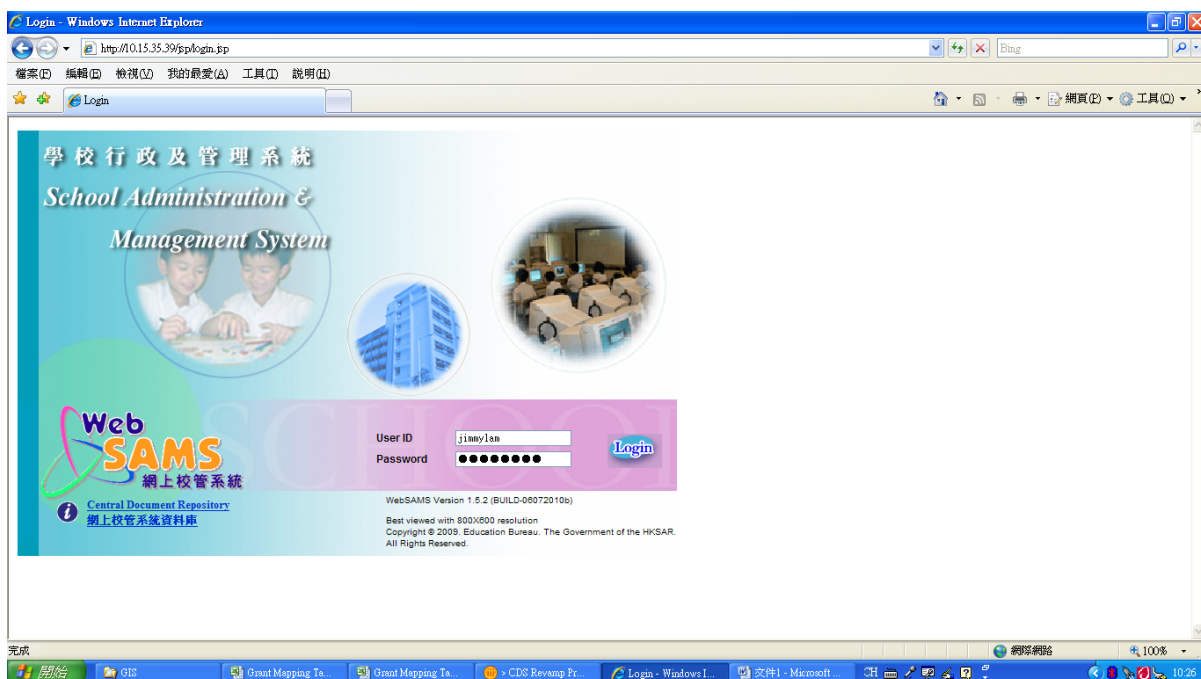 Login - Windows Internet Explorer
http://10.15.35.39/jsp/login.jsp
Bing
檔案(F) 編輯(E) 檢視(V) 我的最愛(A) 工具(T) 說明(H)
Login
網頁(P) 工具(O)
學校行政及管理系統
School Administration &
Management System
SCHOOL
Web
SAMS
網上校管系統
User ID jimmylam
Password ●●●●●●●●
Login
Central Document Repository
網上校管系統資料庫
WebSAMS Version 1.5.2 (BUILD-06072010b)
Best viewed with 800X600 resolution
Copyright © 2009. Education Bureau. The Government of the HKSAR.
All Rights Reserved.
完成
網際網路
100%
開始 GIS Grant Mapping Ta... Grant Mapping Ta... > CDS Revamp Pr... Login - Windows I... 文件1 - Microsoft ... CH 10:26